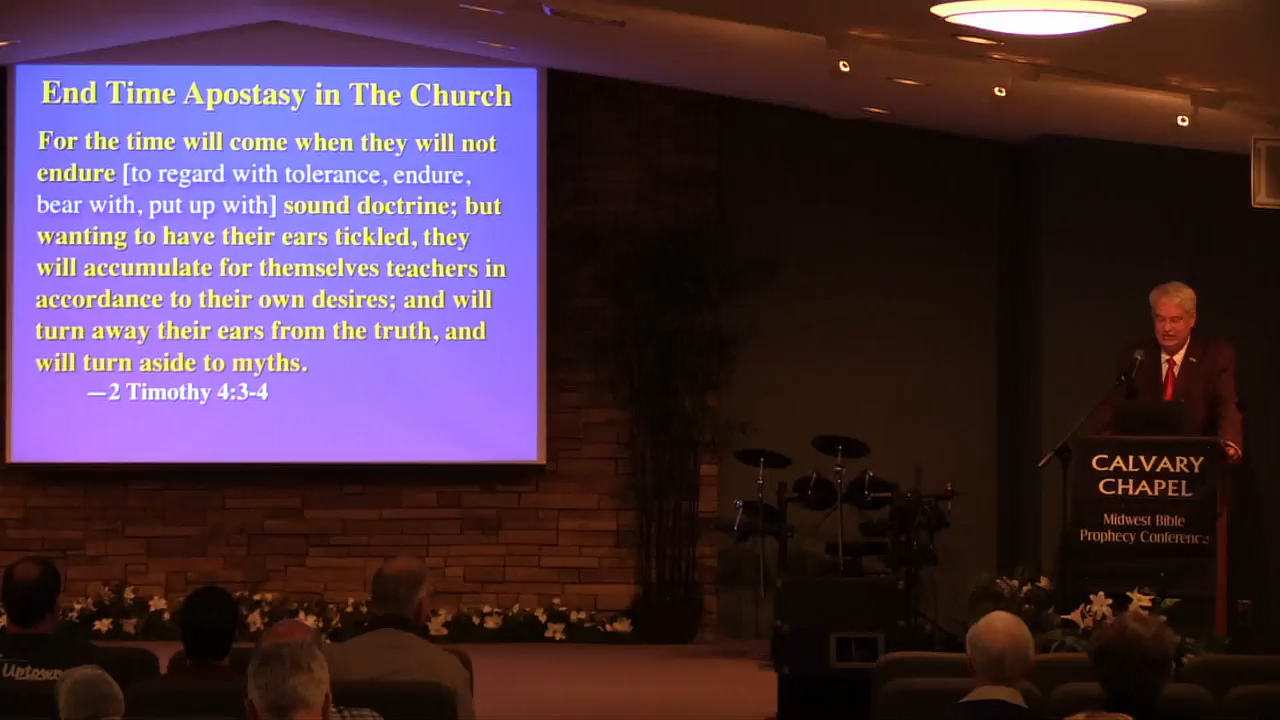 End Time Apostasy in The Church
For the time will come when they will not
endure [to regard with tolerance, endure,
bear with, put up with] sound doctrine; but
wanting to have their ears tickled, they
will accumulate for themselves teachers in
accordance to their own desires; and will
turn away their ears from the truth, and
will turn aside to myths.
—2 Timothy 4:3-4
CALVARY
CHAPEL
Midwest Bible
Prophecy Conference
Uptown